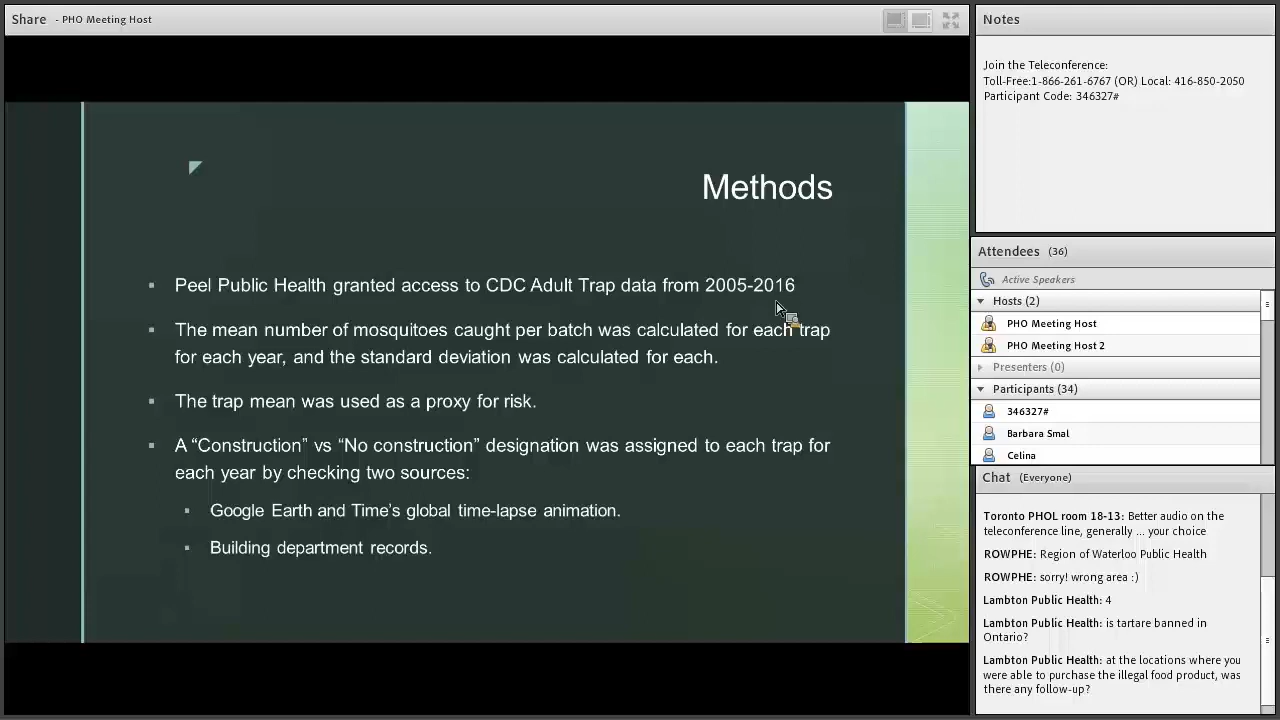 Share - PHO Meeting Host
Methods
▪ Peel Public Health granted access to CDC Adult Trap data from 2005-2016
▪ The mean number of mosquitoes caught per batch was calculated for each trap
for each year, and the standard deviation was calculated for each.
▪ The trap mean was used as a proxy for risk.
▪ A “Construction” vs “No construction” designation was assigned to each trap for
each year by checking two sources:
▪ Google Earth and Time’s global time-lapse animation.
▪ Building department records.
Notes
Join the Teleconference:
Toll-Free:1-866-261-6767 (OR) Local: 416-850-2050
Participant Code: 346327#
Attendees (36)
Active Speakers
Hosts (2)
PHO Meeting Host
PHO Meeting Host 2
Presenters (0)
Participants (34)
346327#
Barbara Smal
Celina
Chat (Everyone)
Toronto PHOL room 18-13: Better audio on the
teleconference line, generally ... your choice
ROWPHE: Region of Waterloo Public Health
ROWPHE: sorry! wrong area :)
Lambton Public Health: 4
Lambton Public Health: is tartare banned in
Ontario?
Lambton Public Health: at the locations where you
were able to purchase the illegal food product, was
there any follow-up?